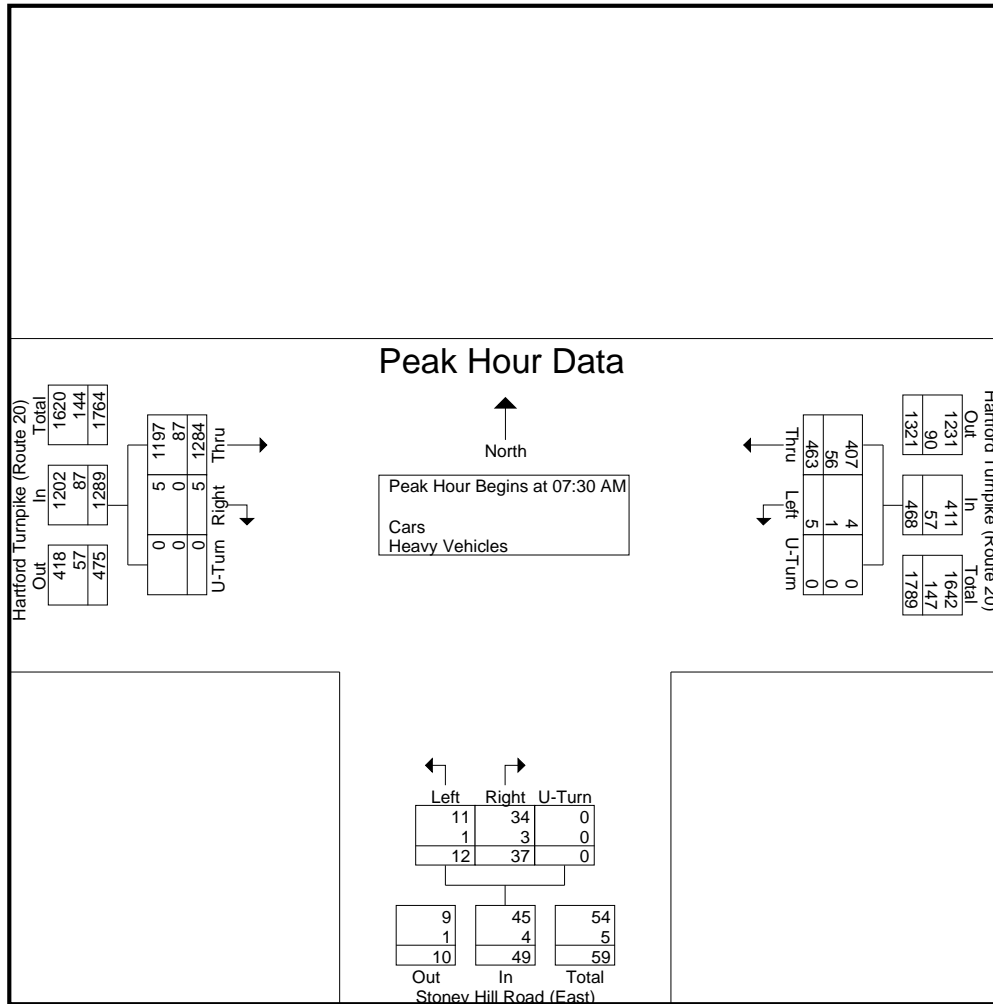 Peak Hour Data
North
Peak Hour Begins at 07:30 AM
Cars
Heavy Vehicles
Hartford Turnpike (Route 20)
Total In Out
1620 1202 418
144 87 57
1764 1289 475
Thru Right U-Turn
1197 5 0
87 0 0
1284 5 0
Hartford Turnpike (Route 20)
Out In Total
1231 411 1642
90 57 147
1321 468 1789
407 4 0
56 1 0
463 5 0
Thru Left U-Turn
Left Right U-Turn
11 34 0
1 3 0
12 37 0
9 45 54
1 4 5
10 49 59
Out In Total
Stoney Hill Road (East)